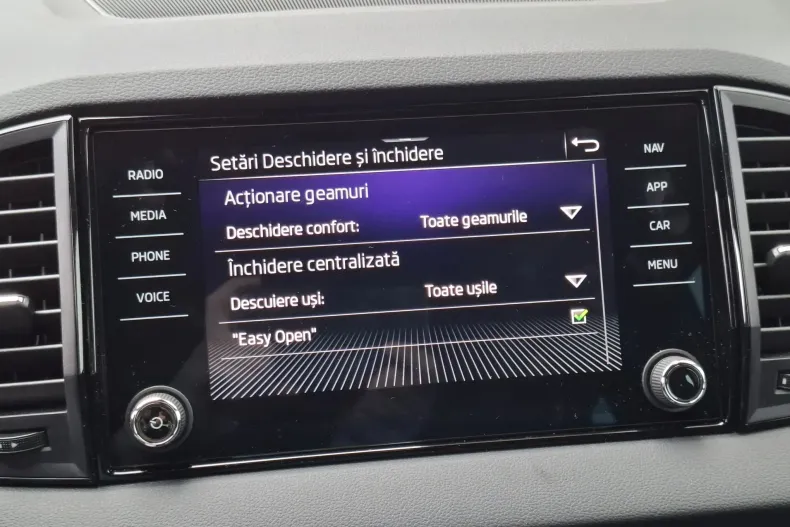 RADIO
MEDIA
PHONE
VOICE
Setări Deschidere și închidere
Acționare geamuri
Deschidere confort: Toate geamurile
Închidere centralizată
Descuiere uși: Toate ușile
"Easy Open"
NAV
APP
CAR
MENU